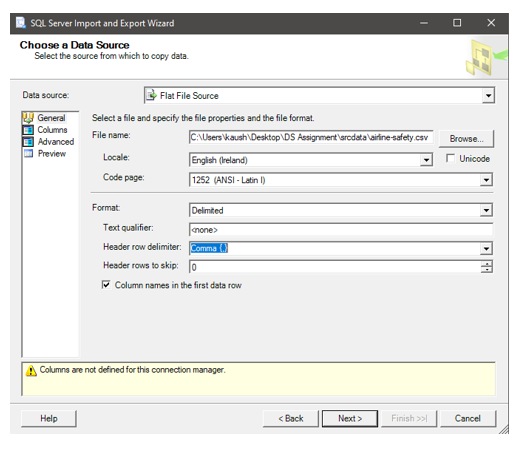 SQL Server Import and Export Wizard
Choose a Data Source
Select the source from which to copy data.
Data source: Flat File Source
General
Columns
Advanced
Preview
Select a file and specify the file properties and the file format.
File name: C:\Users\kaush\Desktop\DS Assignment\srcdata\airline-safety.csv Browse...
Locale: English (Ireland) Unicode
Code page: 1252 (ANSI - Latin I)
Format: Delimited
Text qualifier: <none>
Header row delimiter: Comma {,}
Header rows to skip: 0
Column names in the first data row
Columns are not defined for this connection manager.
Help < Back Next > Finish >>| Cancel